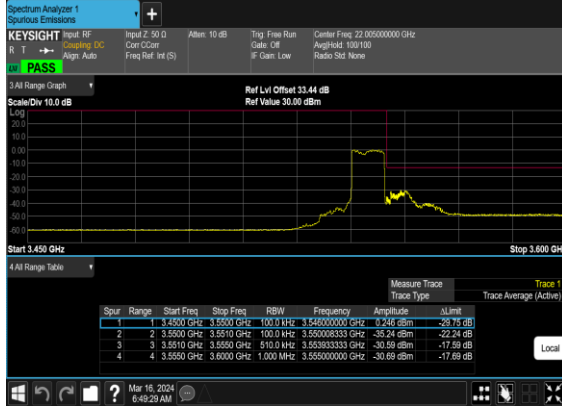 Spectrum Analyzer 1
Spurious Emissions
+
KEYSIGHT Input: RF Input Z: 50 Ω Atten: 10 dB Trig: Free Run Center Freq: 22.005000000 GHz
R T Coupling: DC Corr CCorr Gate: Off Avg|Hold: 100/100
Align: Auto Freq Ref: Int (S) IF Gain: Low Radio Std: None
PASS
3 All Range Graph
Ref Lvl Offset 33.44 dB
Scale/Div 10.0 dB Ref Value 30.00 dBm
Log
20.0
10.0
0.00
-10.0
-20.0
-30.0
-40.0
-50.0
-60.0
Start 3.450 GHz Stop 3.600 GH
4 All Range Table
Measure Trace Trace 1
Trace Type Trace Average (Active)
Spur Range Start Freq Stop Freq RBW Frequency Amplitude ΔLimit
1 1 3.4500 GHz 3.5500 GHz 100.0 kHz 3.546000000 GHz 0.246 dBm -29.75 dB
2 2 3.5500 GHz 3.5510 GHz 100.0 kHz 3.550008333 GHz -35.24 dBm -22.24 dB
3 3 3.5510 GHz 3.5550 GHz 510.0 kHz 3.553933333 GHz -30.59 dBm -17.59 dB
4 4 3.5550 GHz 3.6000 GHz 1.000 MHz 3.555000000 GHz -30.69 dBm -17.69 dB
Local
? Mar 16, 2024
6:49:29 AM